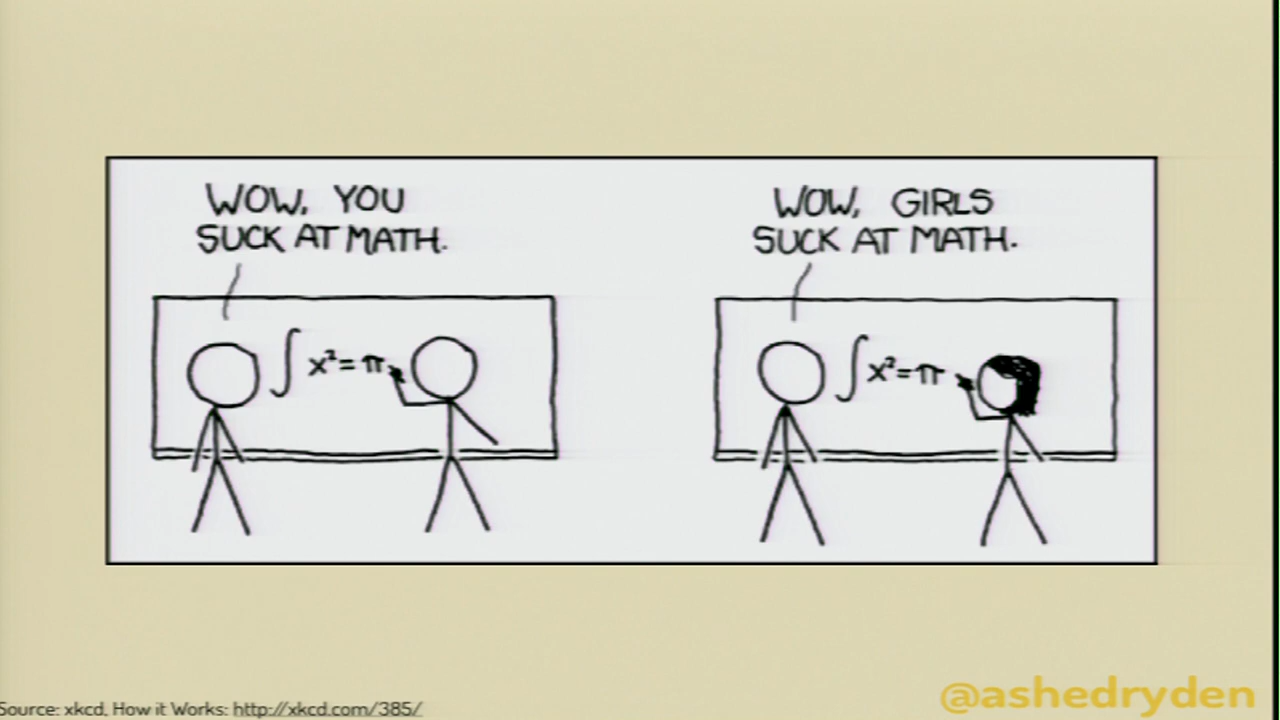 WOW, YOU
SUCK AT MATH.
∫x²=π
WOW, GIRLS
SUCK AT MATH.
∫x²=π
Source: xkcd, How it Works: http://xkcd.com/385/
@ashedryden